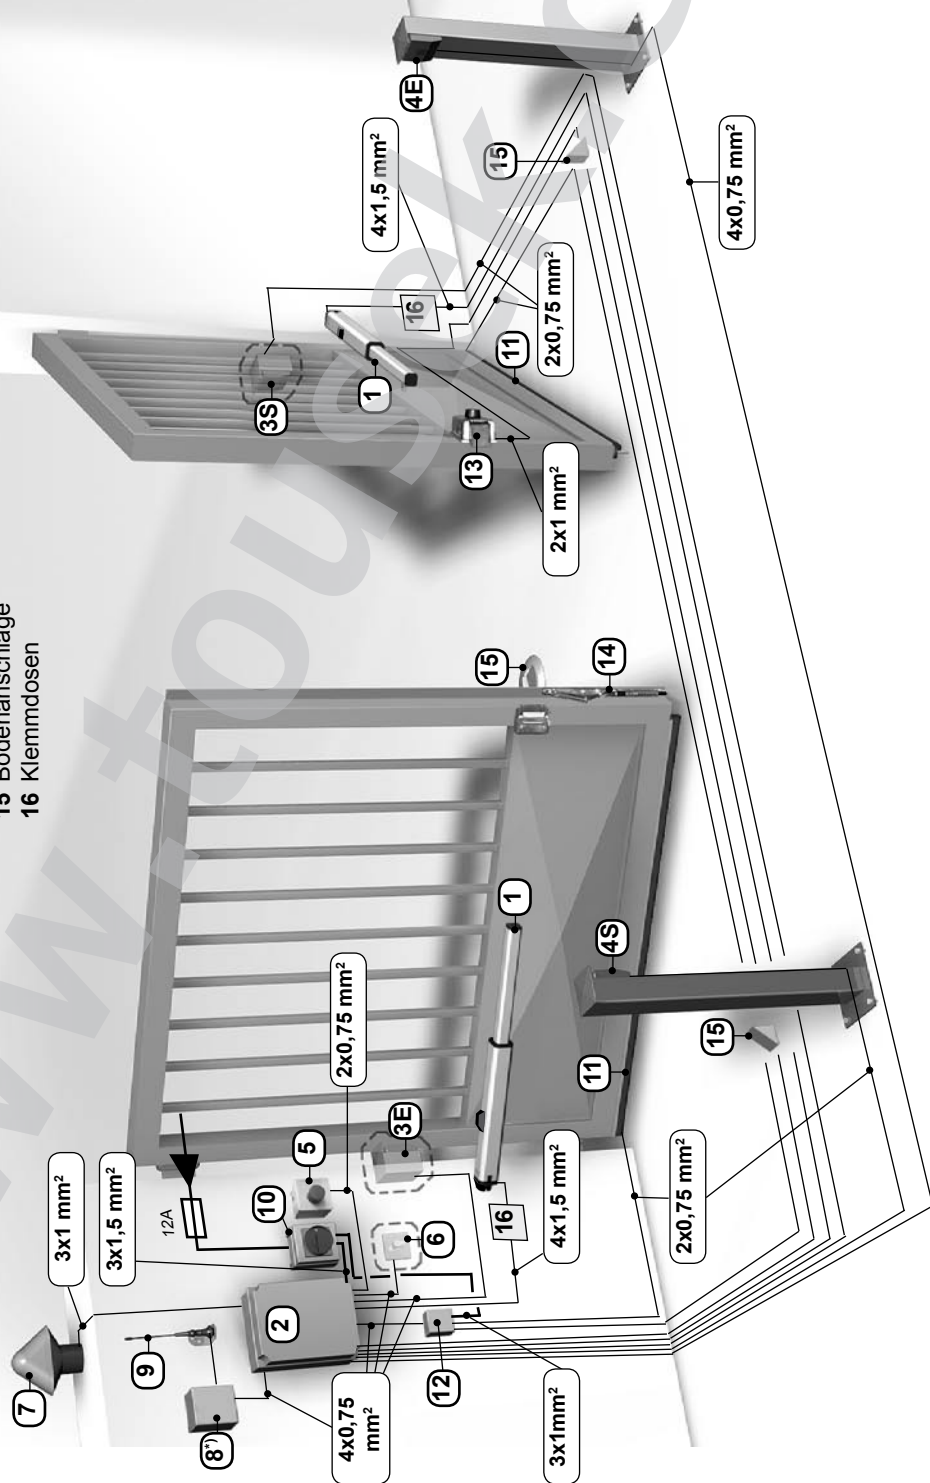 15 Bodenanschläge
16 Klemmdosen
7
3x1 mm²
3x1,5 mm²
9
12A
8*)
10
2
5
2x0,75 mm²
4x0,75
mm²
3E
6
12
16
1
4x1,5 mm²
3x1mm²
11
4S
2x0,75 mm²
15
15
14
3S
1
13
16
11
2x1 mm²
4x1,5 mm²
2x0,75 mm²
4E
15
4x0,75 mm²
w.tousek.c